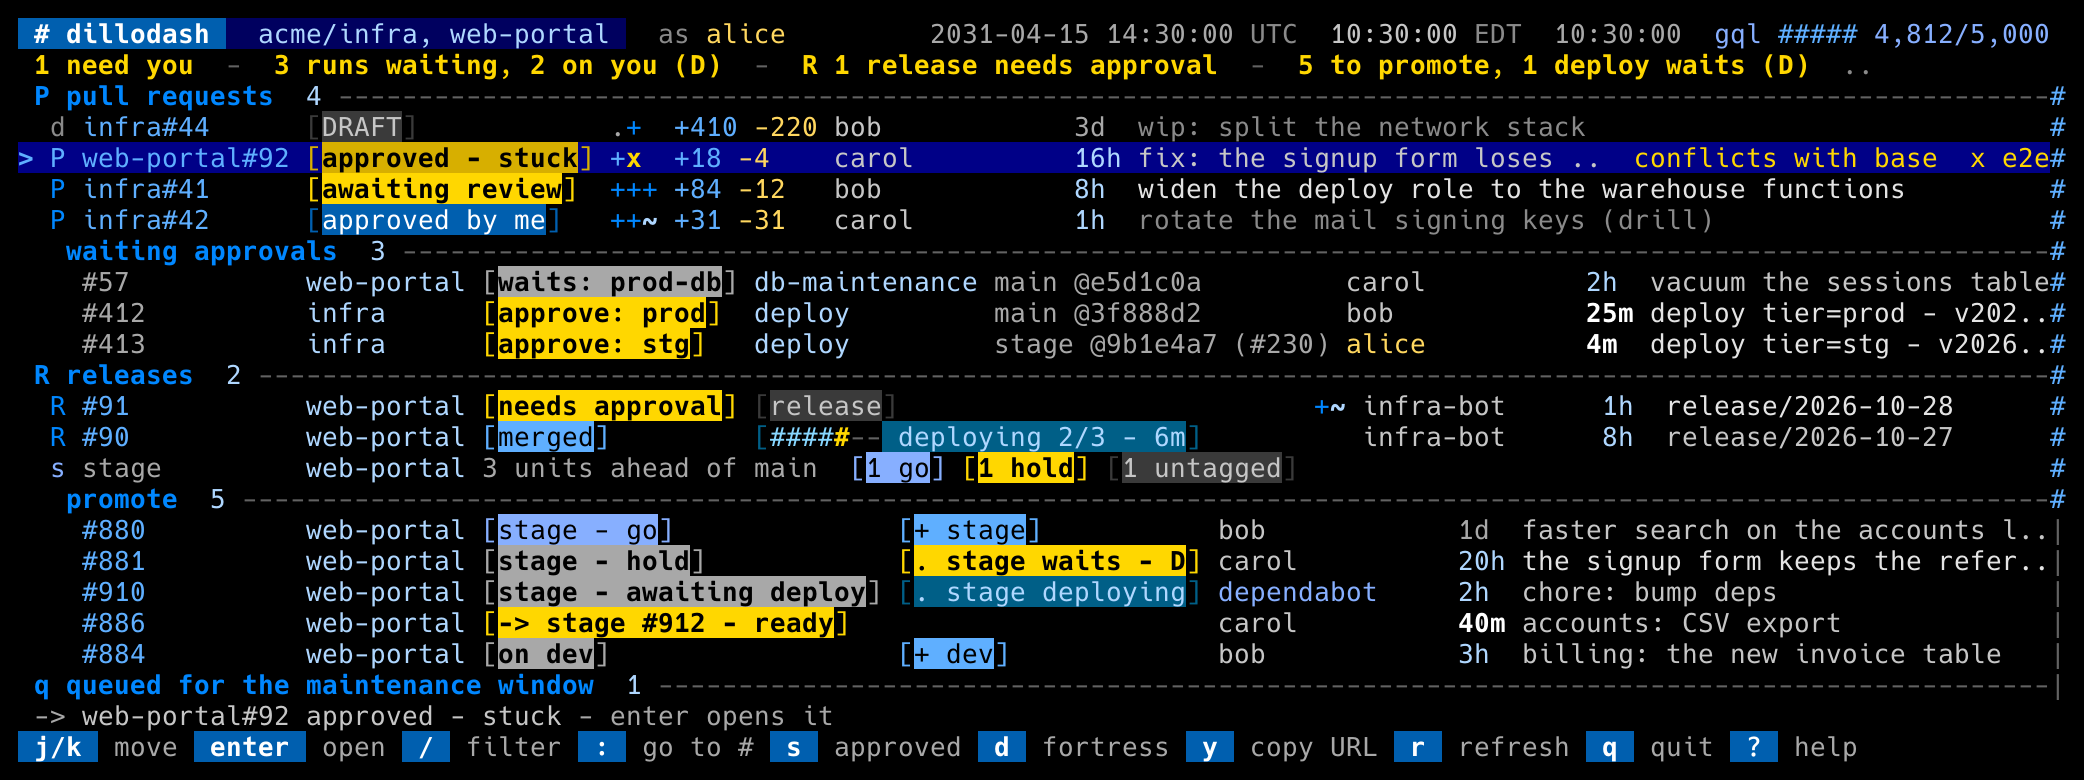 # dillodash   acme/infra, web-portal   as alice   2031-04-15 14:30:00 UTC  10:30:00 EDT  10:30:00  gql ##### 4,812/5,000
1 need you  -  3 runs waiting, 2 on you (D)  -  R 1 release needs approval  -  5 to promote, 1 deploy waits (D)  ..
P pull requests  4 ----------#
d infra#44  [DRAFT]  .+  +410 -220 bob  3d  wip: split the network stack  #
> P web-portal#92 [approved - stuck] +x  +18 -4  carol  16h fix: the signup form loses ..  conflicts with base  x e2e#
P infra#41  [awaiting review]  +++ +84 -12  bob  8h  widen the deploy role to the warehouse functions  #
P infra#42  [approved by me]  ++~ +31 -31  carol  1h  rotate the mail signing keys (drill)  #
waiting approvals  3 ----------#
#57  web-portal [waits: prod-db] db-maintenance main @e5d1c0a  carol  2h  vacuum the sessions table#
#412  infra  [approve: prod]  deploy  main @3f888d2  bob  25m deploy tier=prod - v202..#
#413  infra  [approve: stg]  deploy  stage @9b1e4a7 (#230) alice  4m  deploy tier=stg - v2026..#
R releases  2 ----------#
R #91  web-portal [needs approval] [release]  +~ infra-bot  1h  release/2026-10-28  #
R #90  web-portal [merged]  [#####-- deploying 2/3 - 6m]  infra-bot  8h  release/2026-10-27  #
s stage  web-portal 3 units ahead of main  [1 go] [1 hold] [1 untagged]  #
promote  5 ----------#
#880  web-portal [stage - go]  [+ stage]  bob  1d  faster search on the accounts l..|
#881  web-portal [stage - hold]  [. stage waits - D] carol  20h the signup form keeps the refer..|
#910  web-portal [stage - awaiting deploy] [. stage deploying] dependabot  2h  chore: bump deps  |
#886  web-portal [-> stage #912 - ready]  carol  40m accounts: CSV export  |
#884  web-portal [on dev]  [+ dev]  bob  3h  billing: the new invoice table  |
q queued for the maintenance window  1 ----------|
-> web-portal#92 approved - stuck - enter opens it
j/k move  enter open  / filter  : go to #  s approved  d fortress  y copy URL  r refresh  q quit  ? help